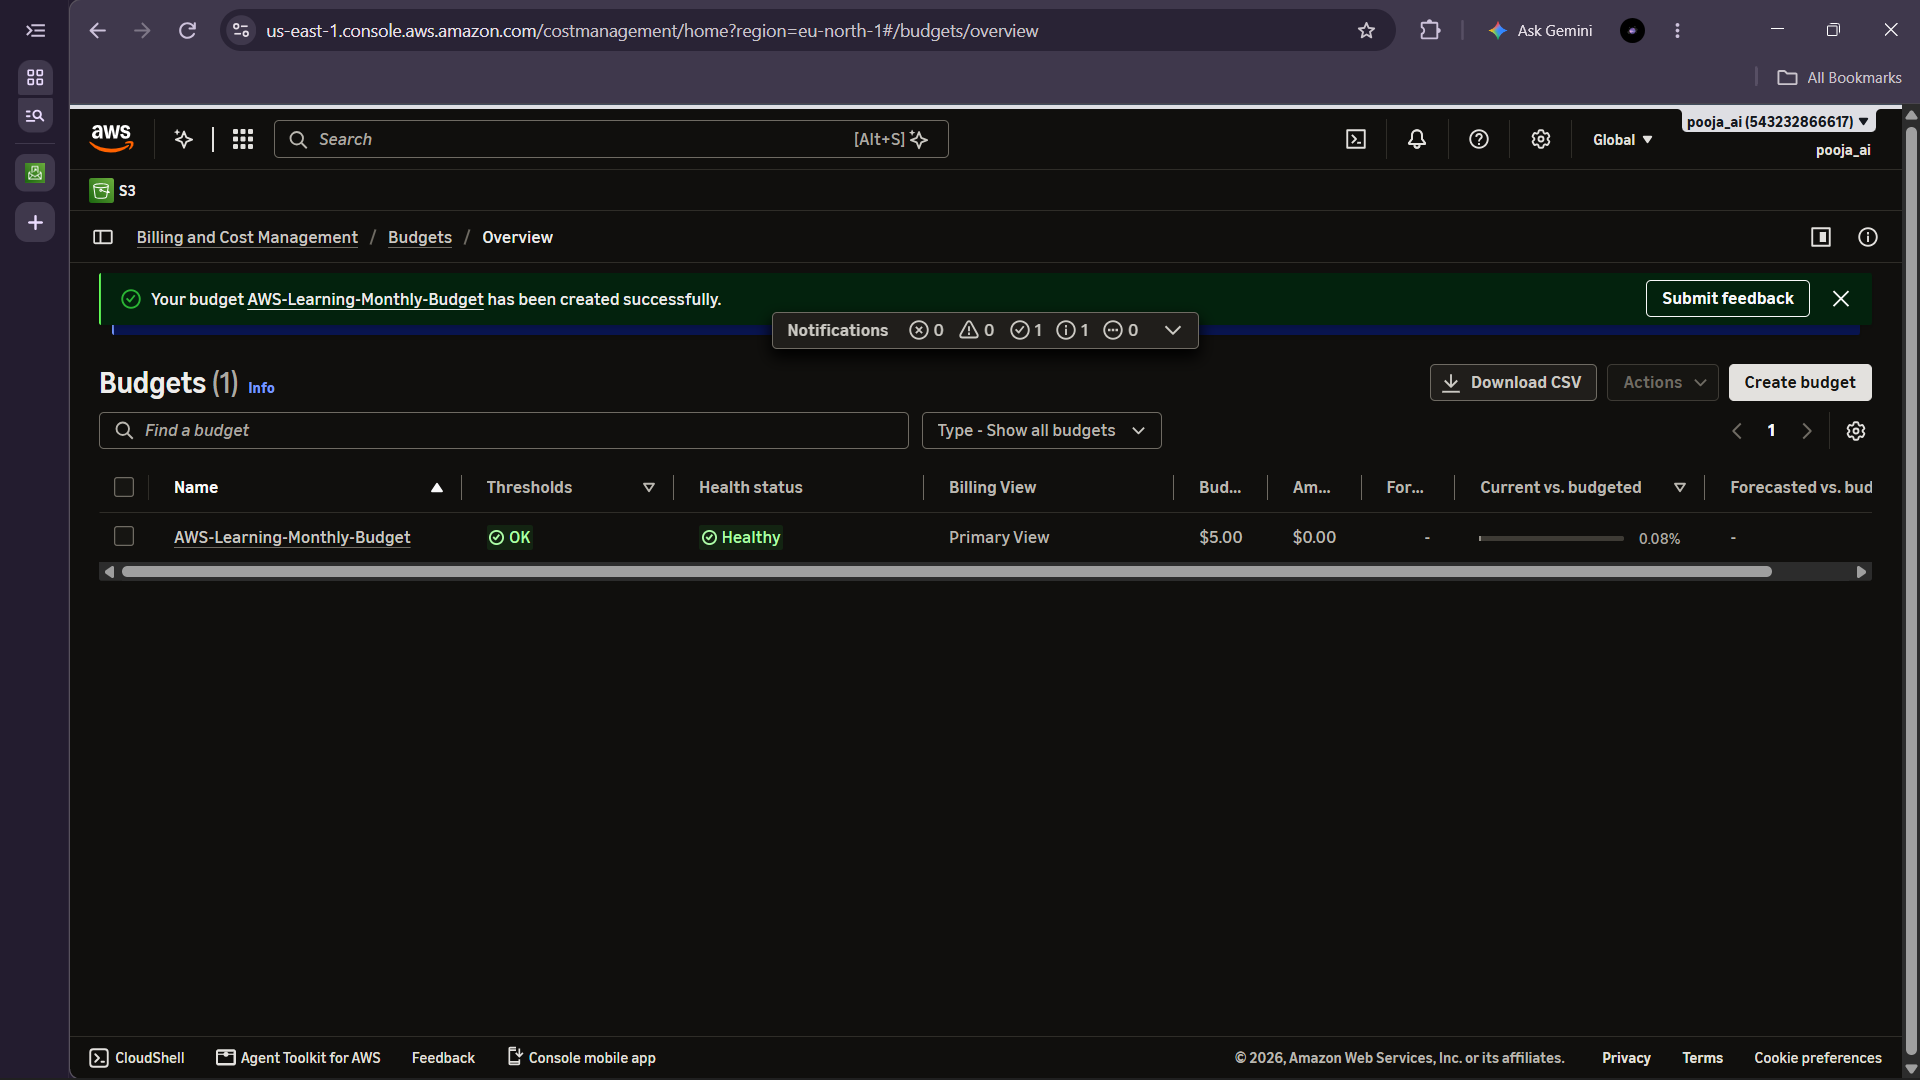 us-east-1.console.aws.amazon.com/costmanagement/home?region=eu-north-1#/budgets/overview
Ask Gemini
All Bookmarks
aws
Search
[Alt+S]
Global
pooja_ai (543232866617)
pooja_ai
S3
Billing and Cost Management / Budgets / Overview
Your budget AWS-Learning-Monthly-Budget has been created successfully.
Submit feedback
Notifications 0 0 1 1 0
Budgets (1) Info
Download CSV
Actions
Create budget
Find a budget
Type - Show all budgets
1
Name Thresholds Health status Billing View Bud... Am... For... Current vs. budgeted Forecasted vs. bud
AWS-Learning-Monthly-Budget OK Healthy Primary View $5.00 $0.00 - 0.08% -
CloudShell Agent Toolkit for AWS Feedback Console mobile app © 2026, Amazon Web Services, Inc. or its affiliates. Privacy Terms Cookie preferences